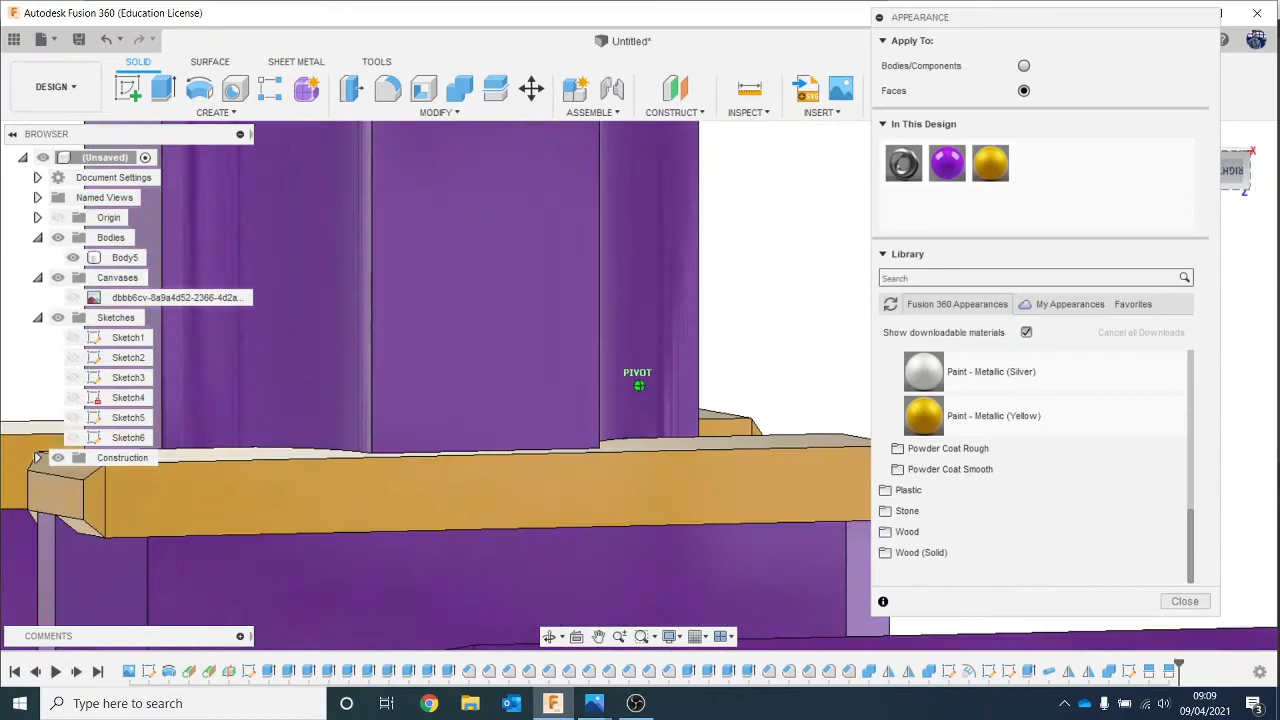 Autodesk Fusion 360 (Education License)
Untitled*
SOLID SURFACE SHEET METAL TOOLS
DESIGN
CREATE MODIFY ASSEMBLE CONSTRUCT INSPECT INSERT
BROWSER
(Unsaved)
Document Settings
Named Views
Origin
Bodies
Body5
Canvases
dbbb6cv-8a9a4d52-2366-4d2a...
Sketches
Sketch1
Sketch2
Sketch3
Sketch4
Sketch5
Sketch6
Construction
PIVOT
RIGHT
X
Z
APPEARANCE
Apply To:
Bodies/Components
Faces
In This Design
Library
Search
Fusion 360 Appearances My Appearances Favorites
Show downloadable materials Cancel all Downloads
Paint - Metallic (Silver)
Paint - Metallic (Yellow)
Powder Coat Rough
Powder Coat Smooth
Plastic
Stone
Wood
Wood (Solid)
Close
COMMENTS
Type here to search
09:09
09/04/2021
3